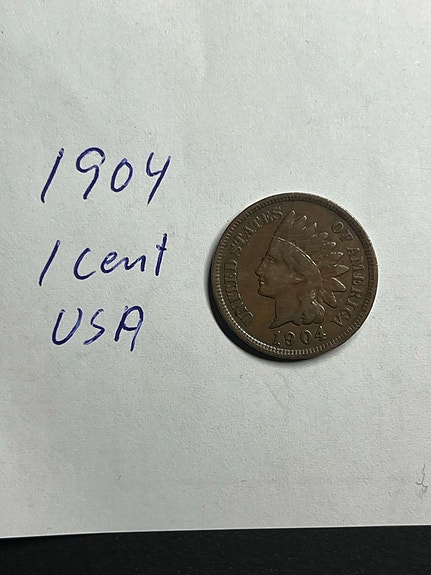 1904
1 cent
USA
UNITED STATES OF AMERICA
1904